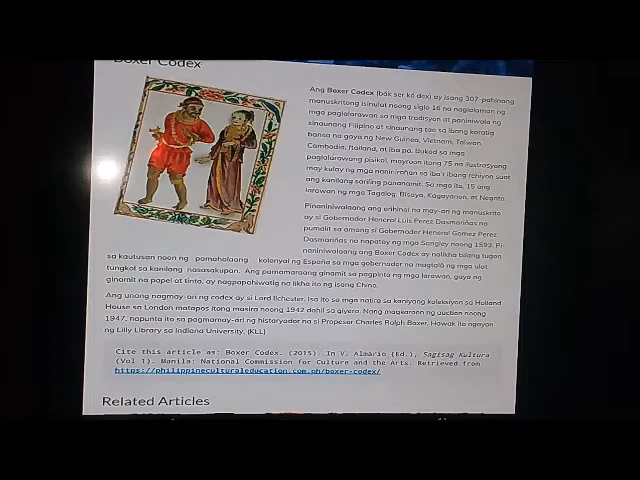 Boxer Codex
Ang Boxer Codex (bák ser kó dex) ay isang 307-pahinang
manuskritong isinulat noong siglo 16 na naglalaman ng
mga paglalarawan sa mga tradisyon at paniniwala ng
sinaunang Filipino at sinaunang tao sa ibang karatig
bansa na gaya ng New Guinea, Vietnam, Taiwan,
Cambodia, Itailand, at iba pa. Bukod sa mga
paglalarawang pisikal, mayroon itong 75 na ilustrasyong
may kulay ng mga naninirahan sa iba't ibang rehiyon suot
ang kanilang sariling pananamit. Sa mga ito, 15 ang
larawan ng mga Tagalog, Bisaya, Kagayanon, at Negrito.
Pinaniniwalaang ang orihinal na may-ari ng manuskrito
ay si Gobernador Heneral Luis Perez Dasmariñas na
pumalit sa amang si Gobernador Heneral Gomez Perez
Dasmariñas na napatay ng mga Sangley noong 1593. Pi-
naniniwalaang ang Boxer Codex ay nalikha bilang tugon
sa kautusan noon ng pamahalaang kolonyal ng España sa mga gobernador na magtala ng mga ulat
tungkol sa kanilang nasasakupan. Ang pamamaraang ginamit sa pagpinta ng mga larawan, gaya ng
ginamit na papel at tinta, ay nagpapahiwatig na likha ito ng isang Chino.
Ang unang nagmay-ari ng codex ay si Lord Ilchester. Isa ito sa mga natira sa kaniyang koleksiyon sa Holland
House sa London matapos itong masira noong 1942 dahil sa giyera. Nang magkaroon ng auction noong
1947, napunta ito sa pagmamay-ari ng historyador na si Propesor Charles Ralph Boxer. Hawak ito ngayon
ng Lilly Library sa Indiana University. (KLL)
Cite this article as: Boxer Codex. (2015). In V. Almario (Ed.), Sagisag Kultura
(Vol 1). Manila: National Commission for Culture and the Arts. Retrieved from
https://philippineculturaleducation.com.ph/boxer-codex/
Related Articles